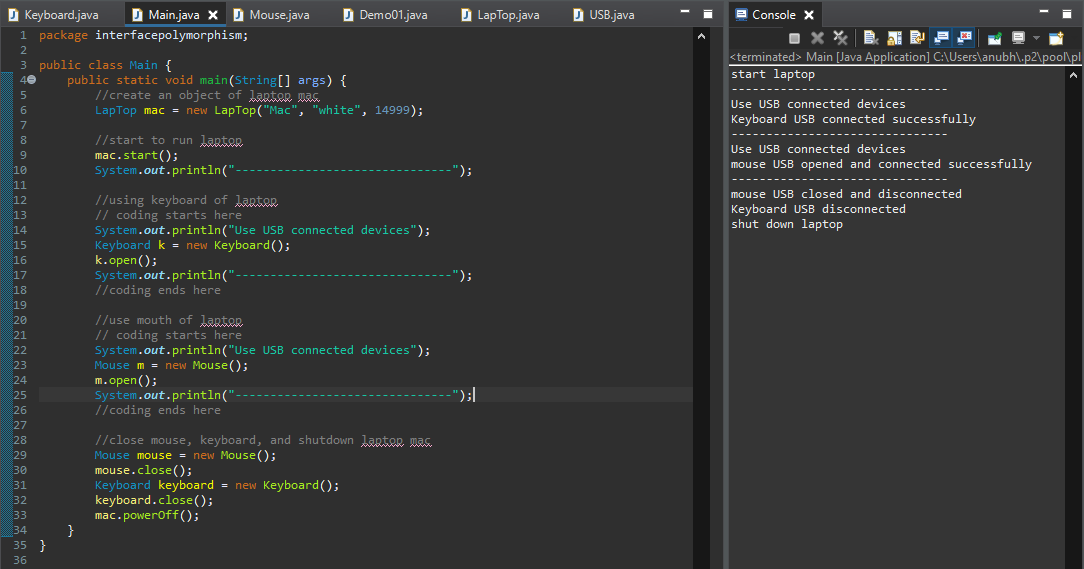 Keyboard.java Main.java Mouse.java Demo01.java LapTop.java USB.java
1 package interfacepolymorphism;
2
3 public class Main {
4 public static void main(String[] args) {
5 //create an object of laptop mac
6 LapTop mac = new LapTop("Mac", "white", 14999);
7
8 //start to run laptop
9 mac.start();
10 System.out.println("-------------------------------");
11
12 //using keyboard of laptop
13 // coding starts here
14 System.out.println("Use USB connected devices");
15 Keyboard k = new Keyboard();
16 k.open();
17 System.out.println("-------------------------------");
18 //coding ends here
19
20 //use mouth of laptop
21 // coding starts here
22 System.out.println("Use USB connected devices");
23 Mouse m = new Mouse();
24 m.open();
25 System.out.println("-------------------------------");
26 //coding ends here
27
28 //close mouse, keyboard, and shutdown laptop mac
29 Mouse mouse = new Mouse();
30 mouse.close();
31 Keyboard keyboard = new Keyboard();
32 keyboard.close();
33 mac.powerOff();
34 }
35 }
36
Console
<terminated> Main [Java Application] C:\Users\anubh\.p2\pool\pl
start laptop
-------------------------------
Use USB connected devices
Keyboard USB connected successfully
-------------------------------
Use USB connected devices
mouse USB opened and connected successfully
-------------------------------
mouse USB closed and disconnected
Keyboard USB disconnected
shut down laptop